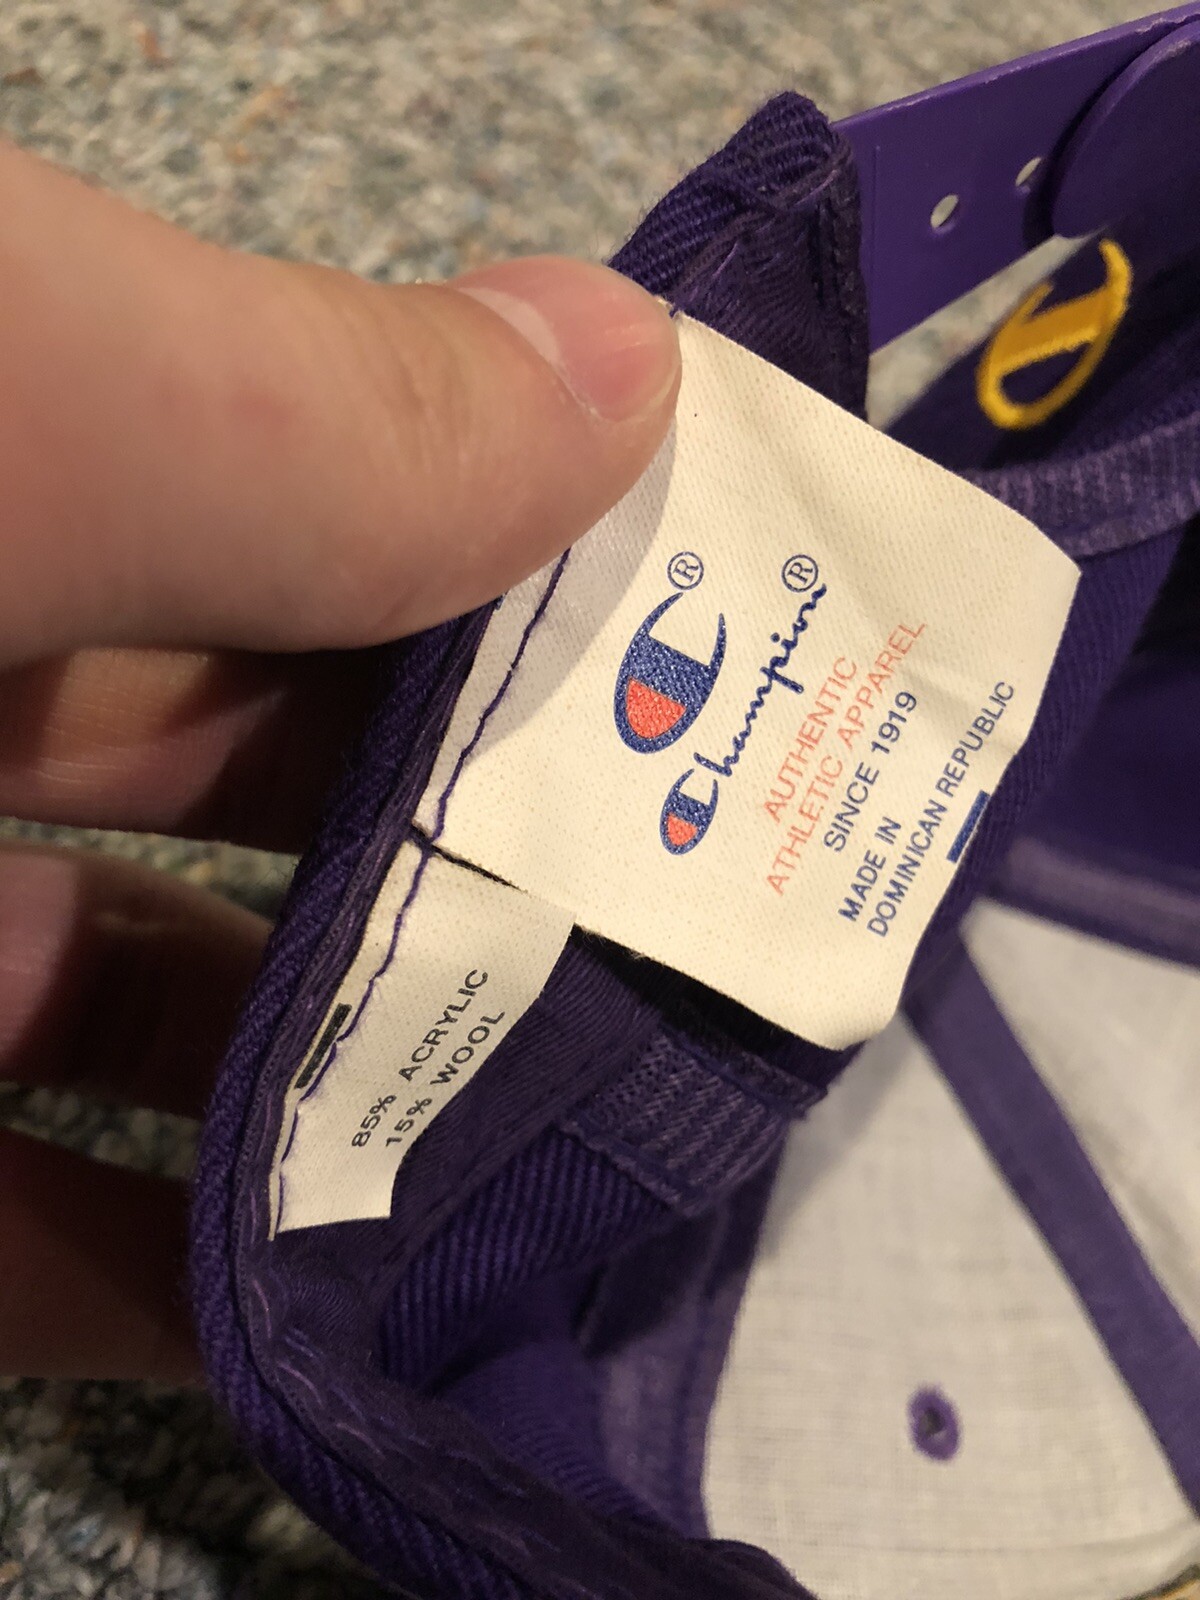 ®
Champion®
AUTHENTIC
ATHLETIC APPAREL
SINCE 1919
MADE IN
DOMINICAN REPUBLIC
85% ACRYLIC
15% WOOL